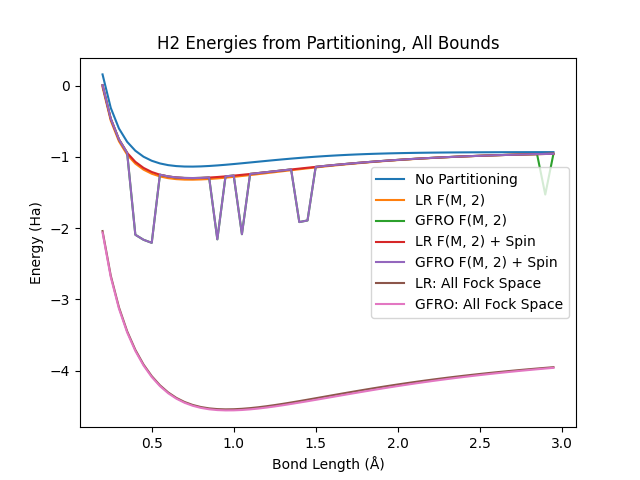 H2 Energies from Partitioning, All Bounds
Energy (Ha)
0
−1
−2
−3
−4
No Partitioning
LR F(M, 2)
GFRO F(M, 2)
LR F(M, 2) + Spin
GFRO F(M, 2) + Spin
LR: All Fock Space
GFRO: All Fock Space
0.5 1.0 1.5 2.0 2.5 3.0
Bond Length (Å)